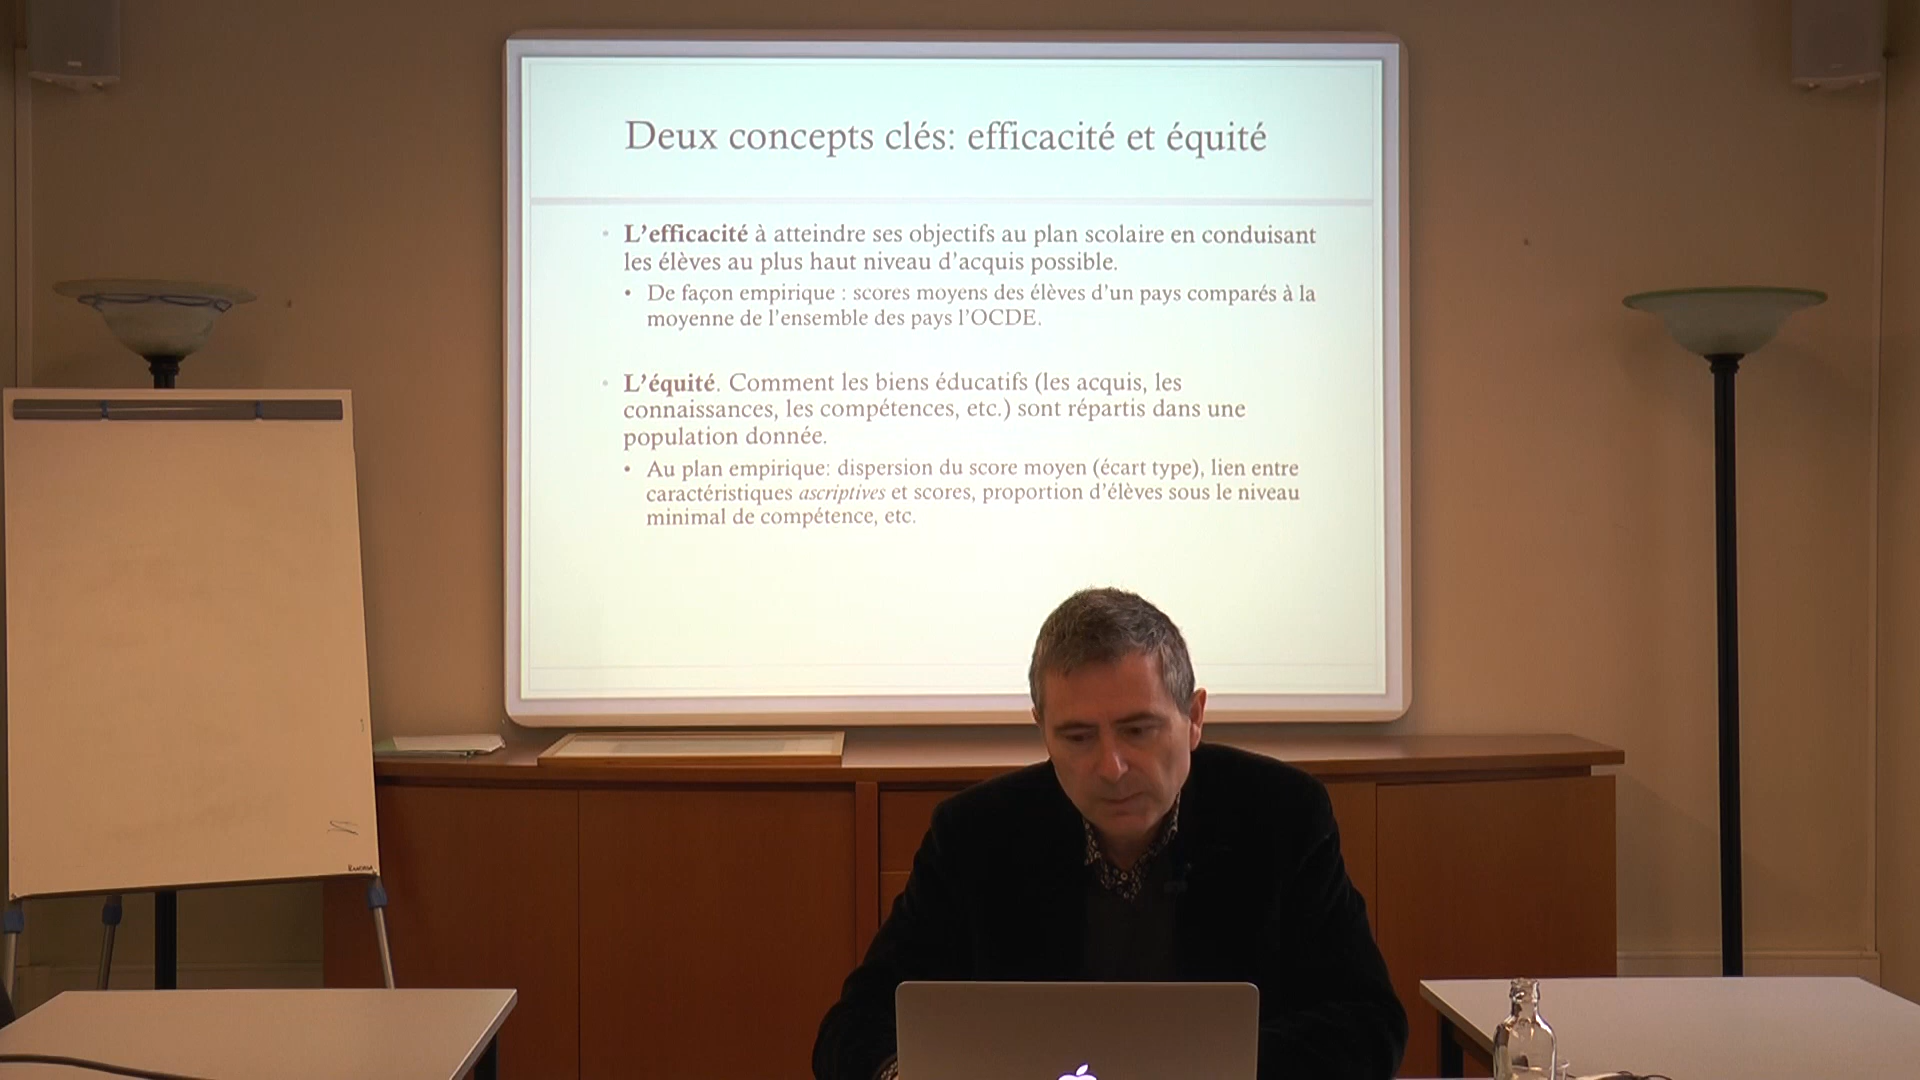 Deux concepts clés: efficacité et équité
• L'efficacité à atteindre ses objectifs au plan scolaire en conduisant
les élèves au plus haut niveau d'acquis possible.
• De façon empirique : scores moyens des élèves d'un pays comparés à la
moyenne de l'ensemble des pays l'OCDE.
• L'équité. Comment les biens éducatifs (les acquis, les
connaissances, les compétences, etc.) sont répartis dans une
population donnée.
• Au plan empirique: dispersion du score moyen (écart type), lien entre
caractéristiques ascriptives et scores, proportion d'élèves sous le niveau
minimal de compétence, etc.